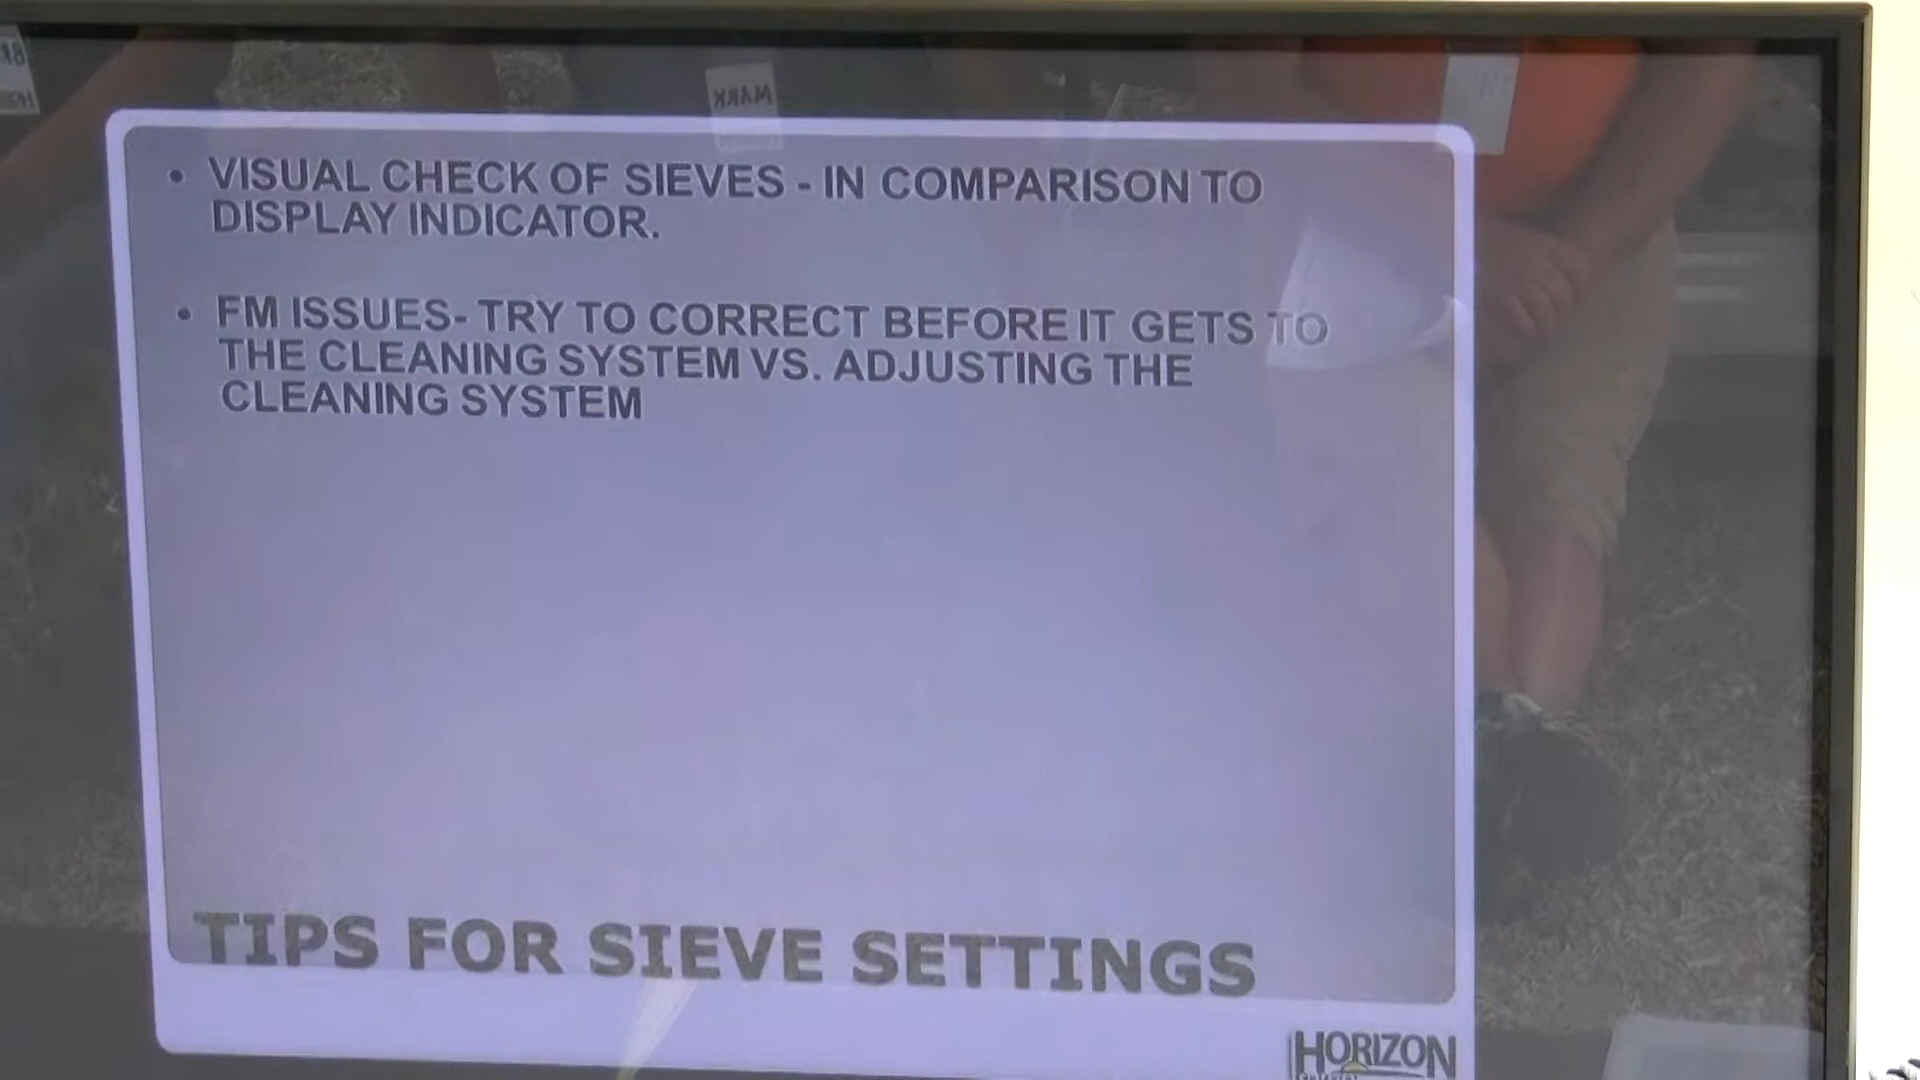 MARK
• VISUAL CHECK OF SIEVES - IN COMPARISON TO
DISPLAY INDICATOR.
• FM ISSUES- TRY TO CORRECT BEFORE IT GETS TO
THE CLEANING SYSTEM VS. ADJUSTING THE
CLEANING SYSTEM
TIPS FOR SIEVE SETTINGS
HORIZON